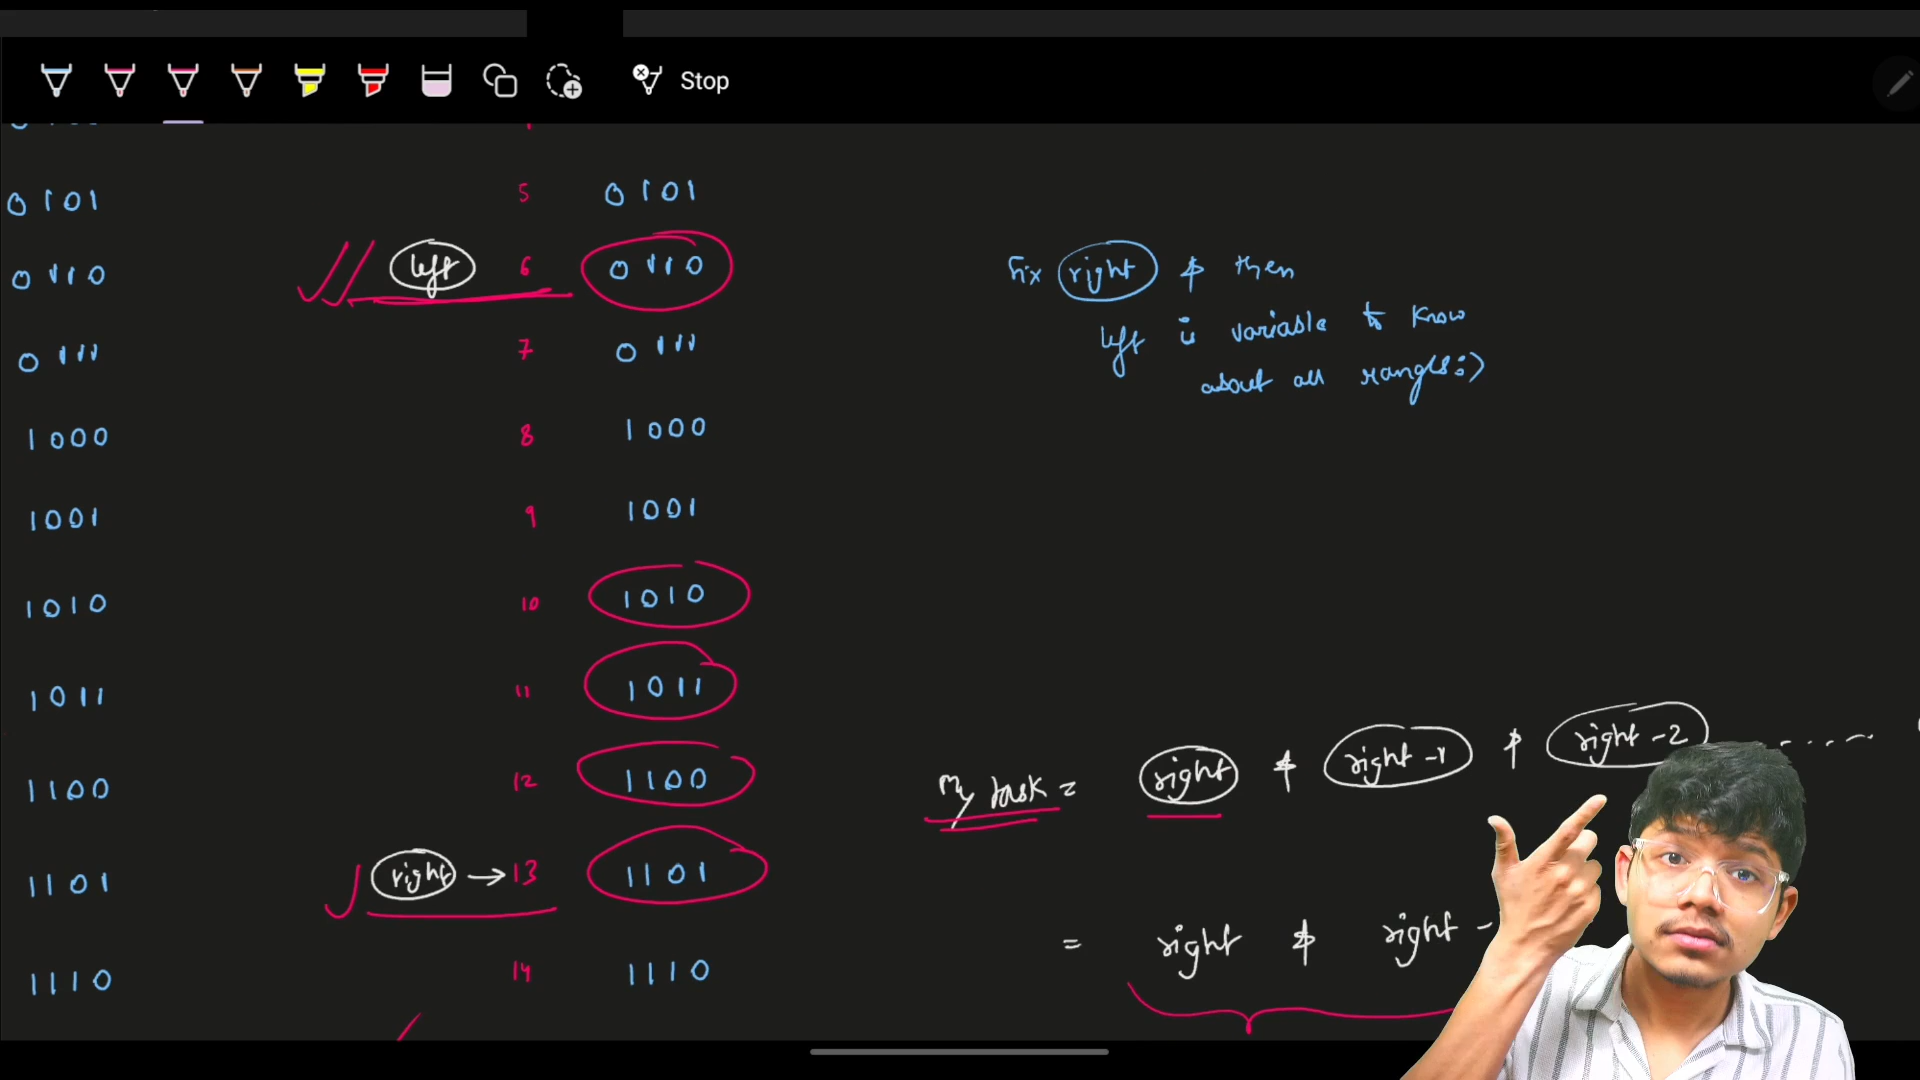 Stop
0101 5 0101
0110 left 6 0110
0111 7 0111
1000 8 1000
1001 9 1001
1010 10 1010
1011 11 1011
1100 12 1100
1101 right → 13 1101
1110 14 1110
fix right & then
left is variable to know
about all ranges :)
My task = right & right -1 & right -2 ......
= right & right -